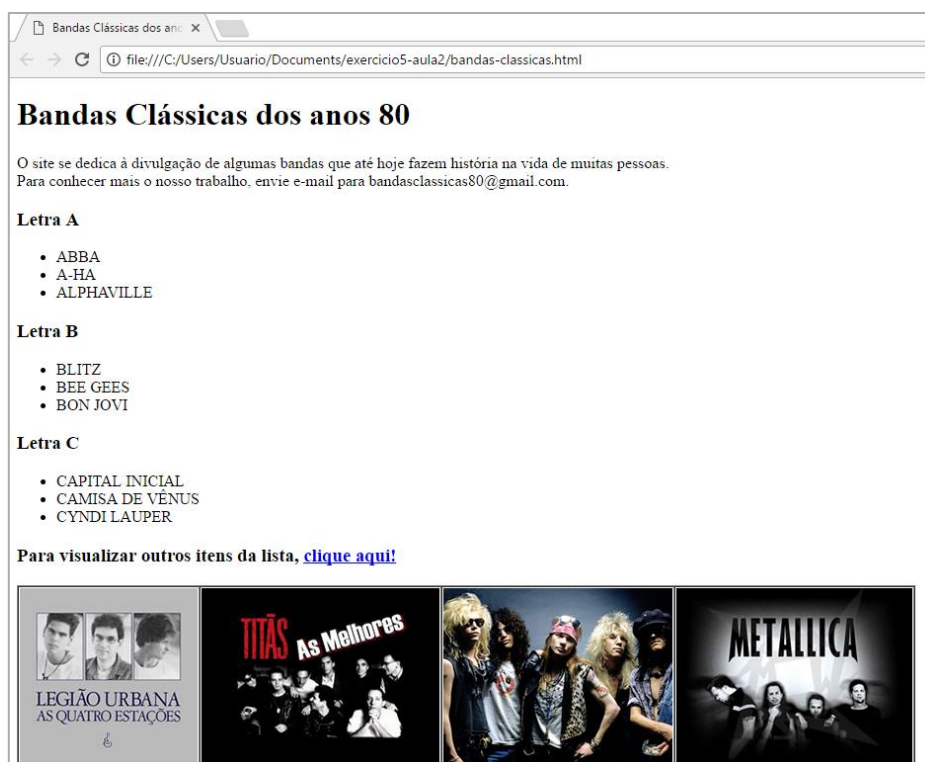 Bandas Clássicas dos anc
file:///C:/Users/Usuario/Documents/exercicio5-aula2/bandas-classicas.html
Bandas Clássicas dos anos 80
O site se dedica à divulgação de algumas bandas que até hoje fazem história na vida de muitas pessoas.
Para conhecer mais o nosso trabalho, envie e-mail para bandasclassicas80@gmail.com.
Letra A
• ABBA
• A-HA
• ALPHAVILLE
Letra B
• BLITZ
• BEE GEES
• BON JOVI
Letra C
• CAPITAL INICIAL
• CAMISA DE VÊNUS
• CYNDI LAUPER
Para visualizar outros itens da lista, clique aqui!
LEGIÃO URBANA
AS QUATRO ESTAÇÕES
TITÃS As Melhores
METALLICA